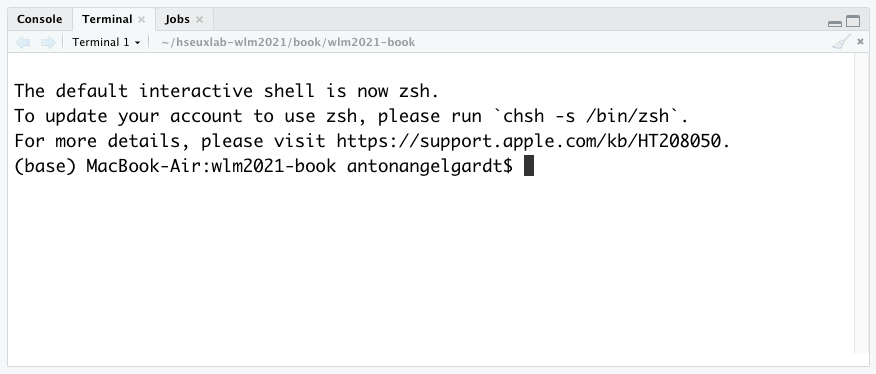 Console Terminal Jobs
Terminal 1 ~/hseuxlab-wlm2021/book/wlm2021-book
The default interactive shell is now zsh.
To update your account to use zsh, please run `chsh -s /bin/zsh`.
For more details, please visit https://support.apple.com/kb/HT208050.
(base) MacBook-Air:wlm2021-book antonangelgardt$